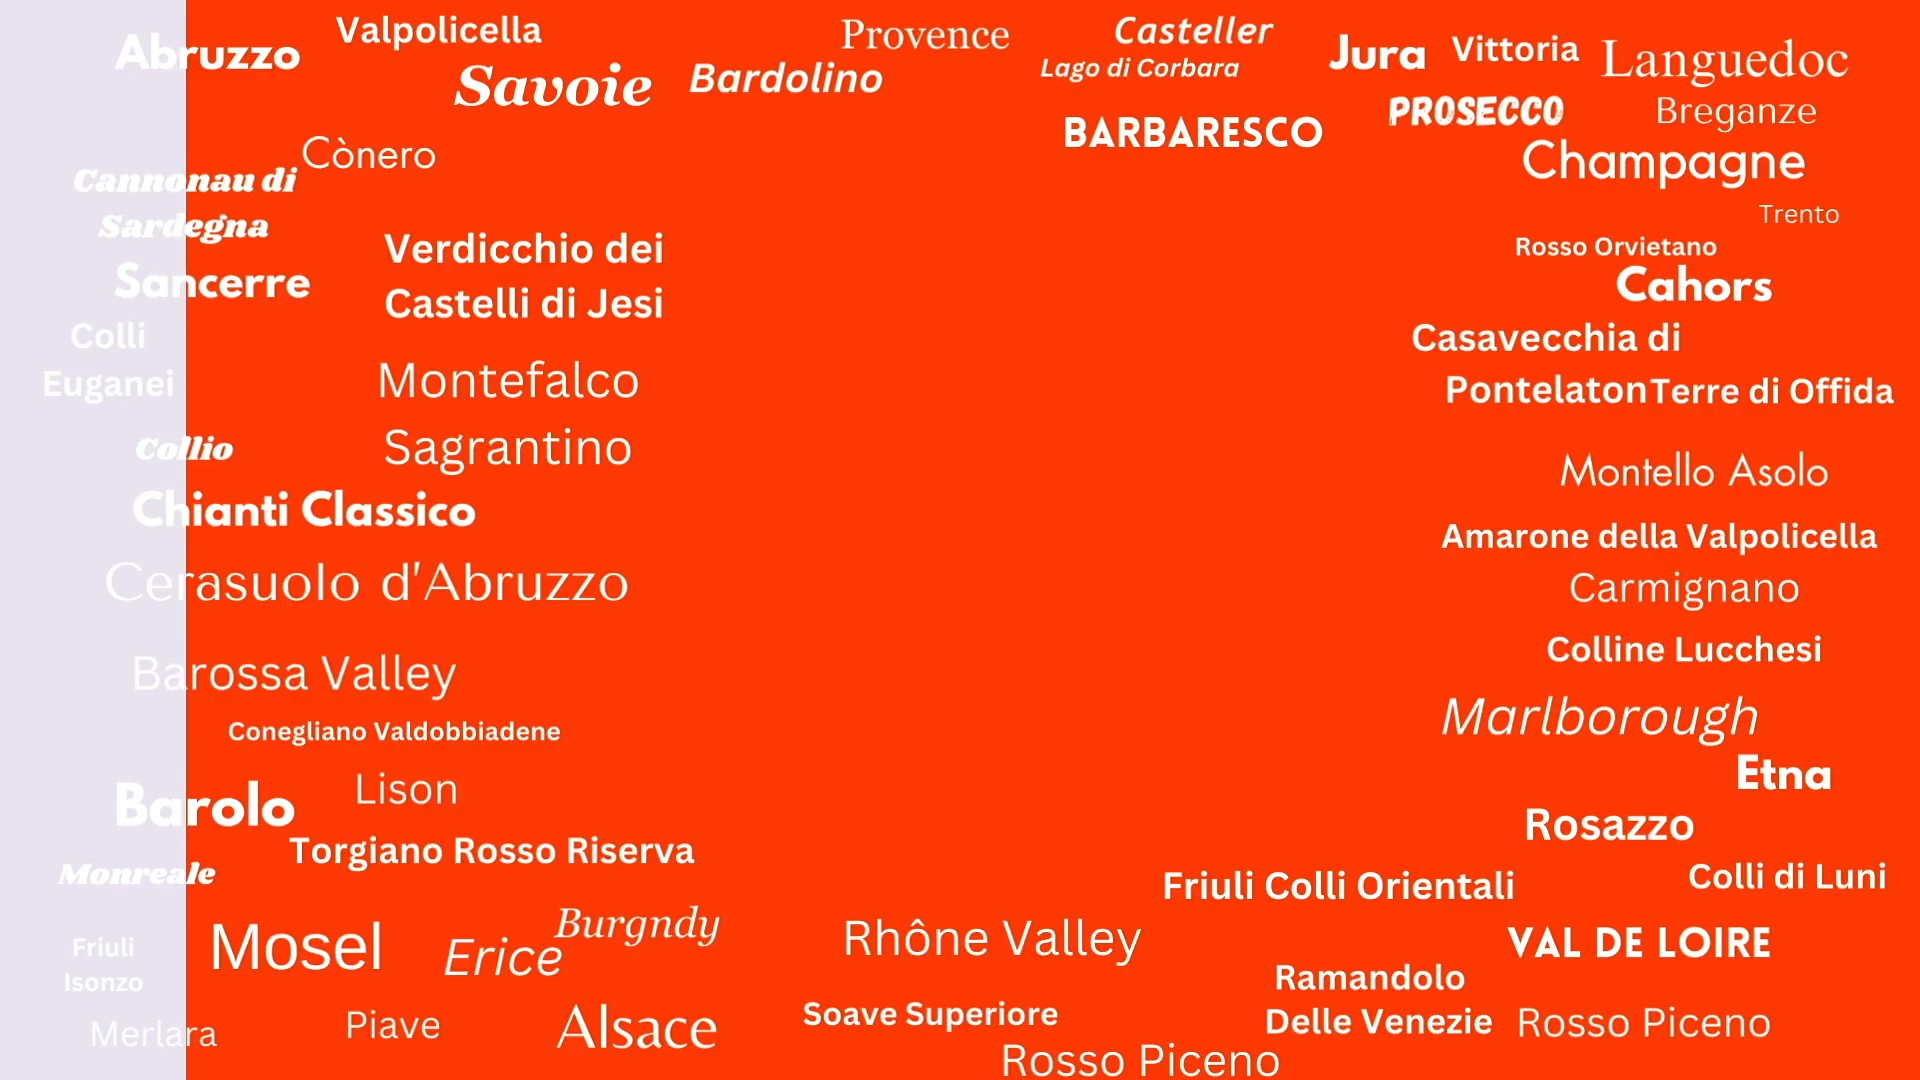 Abruzzo
Valpolicella
Savoie
Bardolino
Provence
Casteller
Lago di Corbara
Jura
Vittoria
Languedoc
BARBARESCO
PROSECCO
Breganze
Champagne
Trento
Cònero
Cannonau di
Sardegna
Sancerre
Colli
Euganei
Verdicchio dei
Castelli di Jesi
Montefalco
Sagrantino
Collio
Chianti Classico
Cerasuolo d'Abruzzo
Barossa Valley
Conegliano Valdobbiadene
Lison
Barolo
Torgiano Rosso Riserva
Monreale
Rosso Orvietano
Cahors
Casavecchia di
Pontelaton
Terre di Offida
Montello Asolo
Amarone della Valpolicella
Carmignano
Colline Lucchesi
Marlborough
Etna
Rosazzo
Colli di Luni
Friuli
Isonzo
Merlara
Mosel
Erice
Burgndy
Piave
Alsace
Rhône Valley
Soave Superiore
Rosso Piceno
Friuli Colli Orientali
VAL DE LOIRE
Ramandolo
Delle Venezie
Rosso Piceno